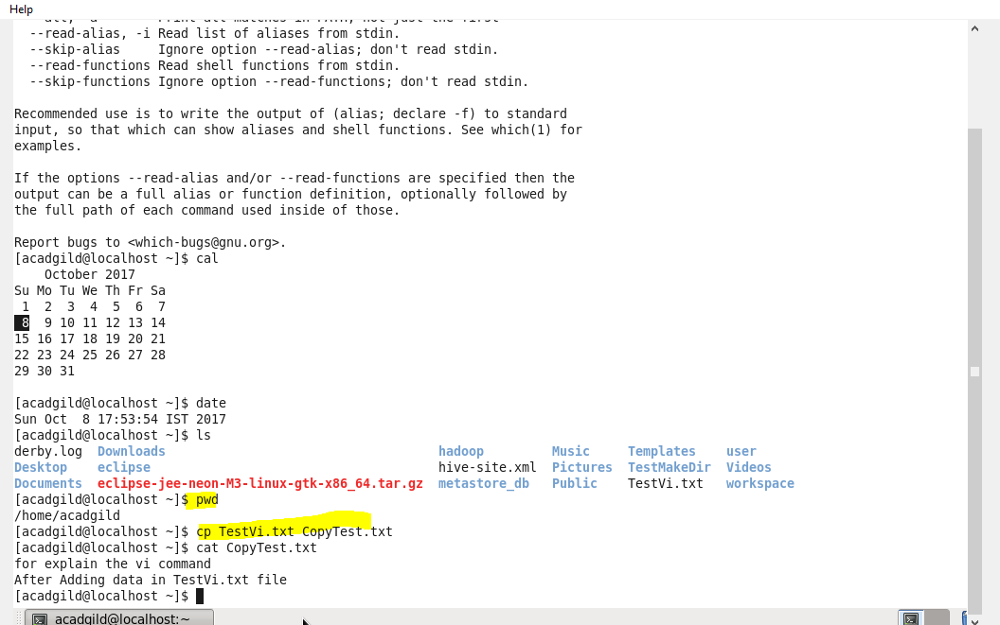 Help
--all, -a        Print all matches in PATH, not just the first
--read-alias, -i Read list of aliases from stdin.
--skip-alias     Ignore option --read-alias; don't read stdin.
--read-functions Read shell functions from stdin.
--skip-functions Ignore option --read-functions; don't read stdin.
Recommended use is to write the output of (alias; declare -f) to standard
input, so that which can show aliases and shell functions. See which(1) for
examples.
If the options --read-alias and/or --read-functions are specified then the
output can be a full alias or function definition, optionally followed by
the full path of each command used inside of those.
Report bugs to <which-bugs@gnu.org>.
[acadgild@localhost ~]$ cal
October 2017
Su Mo Tu We Th Fr Sa
1  2  3  4  5  6  7
8  9 10 11 12 13 14
15 16 17 18 19 20 21
22 23 24 25 26 27 28
29 30 31
[acadgild@localhost ~]$ date
Sun Oct  8 17:53:54 IST 2017
[acadgild@localhost ~]$ ls
derby.log  Downloads                                    hadoop         Music     Templates    user
Desktop    eclipse                                      hive-site.xml  Pictures  TestMakeDir  Videos
Documents  eclipse-jee-neon-M3-linux-gtk-x86_64.tar.gz  metastore_db   Public    TestVi.txt   workspace
[acadgild@localhost ~]$ pwd
/home/acadgild
[acadgild@localhost ~]$ cp TestVi.txt CopyTest.txt
[acadgild@localhost ~]$ cat CopyTest.txt
for explain the vi command
After Adding data in TestVi.txt file
[acadgild@localhost ~]$
acadgild@localhost:~